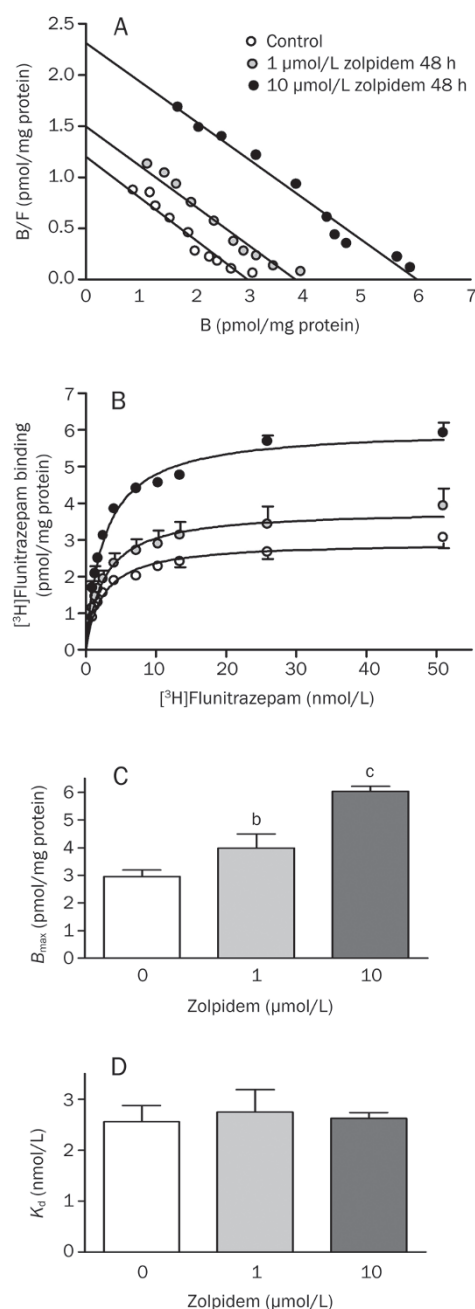 A
Control
1 μmol/L zolpidem 48 h
10 μmol/L zolpidem 48 h
B/F (pmol/mg protein)
2.5
2.0
1.5
1.0
0.5
0.0
0 1 2 3 4 5 6 7
B (pmol/mg protein)
B
[³H]Flunitrazepam binding
(pmol/mg protein)
7
6
5
4
3
2
1
0
0 10 20 30 40 50
[³H]Flunitrazepam (nmol/L)
C
Bmax (pmol/mg protein)
6
5
4
3
2
1
0
b
c
0 1 10
Zolpidem (μmol/L)
D
Kd (nmol/L)
3
2
1
0
0 1 10
Zolpidem (μmol/L)